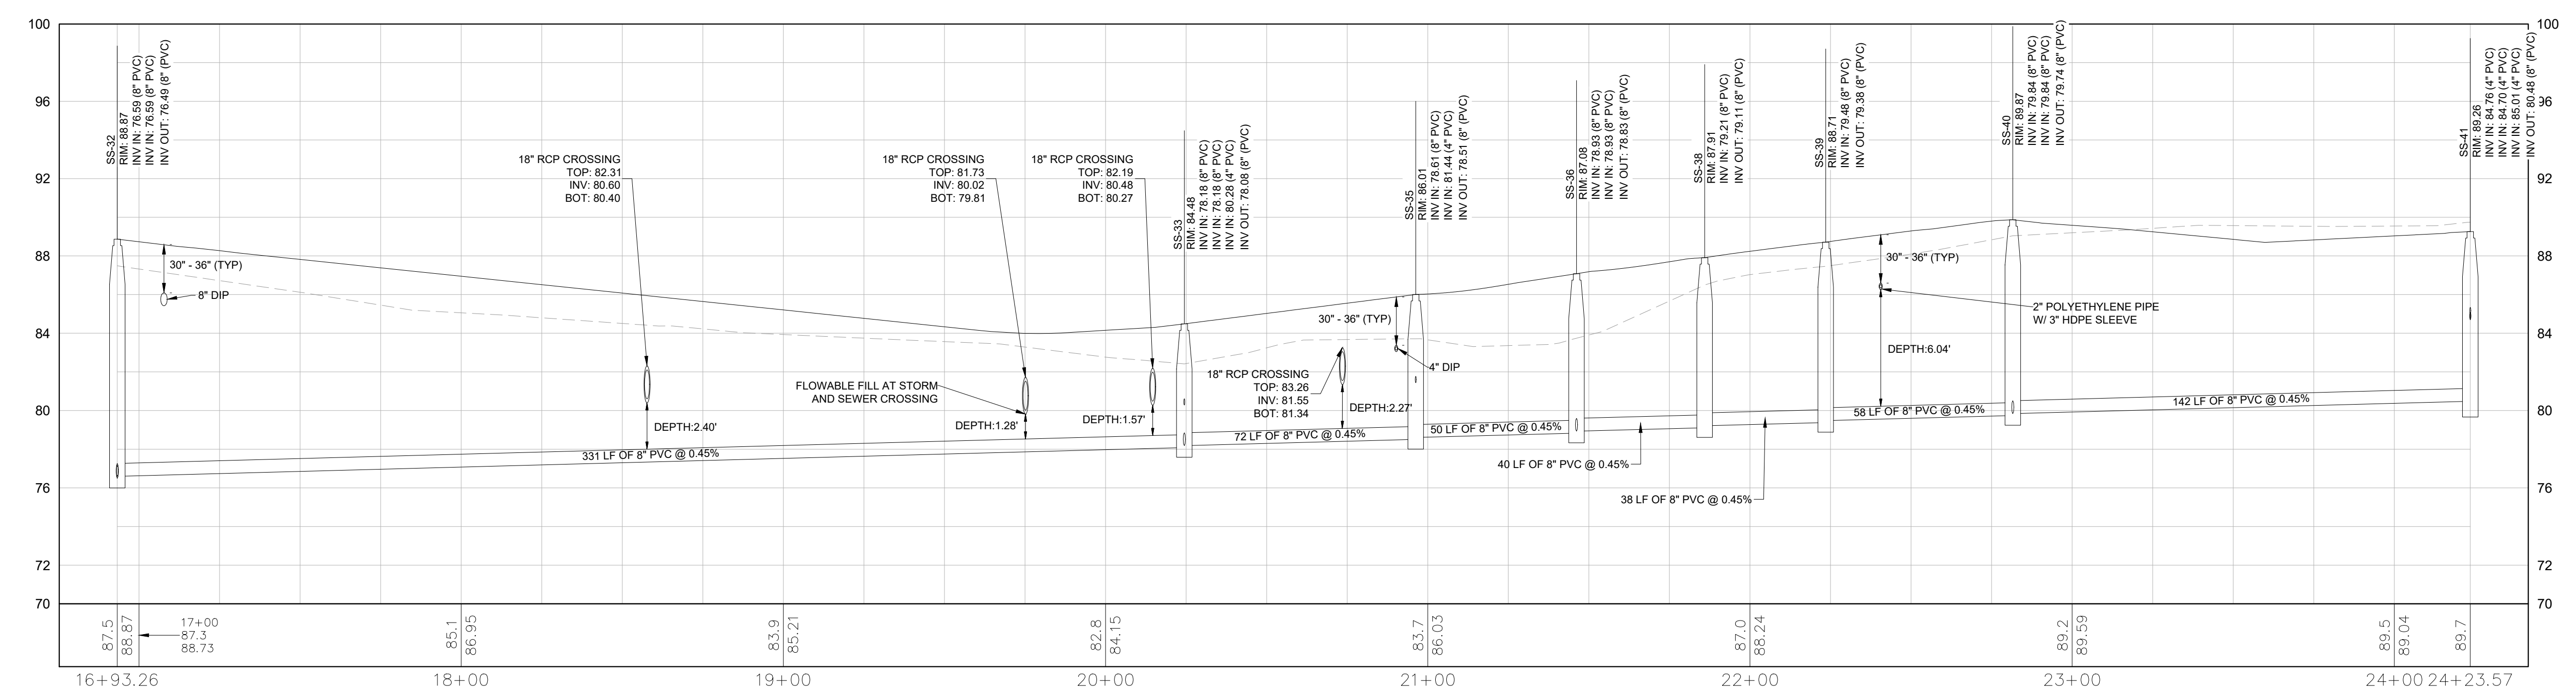 100
96
92
88
84
80
76
72
70
100
96
92
88
84
80
76
72
70
SS-32
RIM: 88.87
INV IN: 76.59 (8" PVC)
INV IN: 76.59 (8" PVC)
INV OUT: 76.49 (8" (PVC)
30" - 36" (TYP)
8" DIP
18" RCP CROSSING
TOP: 82.31
INV: 80.60
BOT: 80.40
DEPTH:2.40'
331 LF OF 8" PVC @ 0.45%
18" RCP CROSSING
TOP: 81.73
INV: 80.02
BOT: 79.81
FLOWABLE FILL AT STORM
AND SEWER CROSSING
DEPTH:1.28'
18" RCP CROSSING
TOP: 82.19
INV: 80.48
BOT: 80.27
DEPTH:1.57'
SS-33
RIM: 84.48
INV IN: 78.18 (8" PVC)
INV IN: 78.18 (8" PVC)
INV IN: 80.28 (4" PVC)
INV OUT: 78.08 (8" (PVC)
72 LF OF 8" PVC @ 0.45%
18" RCP CROSSING
TOP: 83.26
INV: 81.55
BOT: 81.34
DEPTH:2.27'
30" - 36" (TYP)
4" DIP
SS-35
RIM: 86.01
INV IN: 78.61 (8" PVC)
INV IN: 81.44 (4" PVC)
INV OUT: 78.51 (8" (PVC)
50 LF OF 8" PVC @ 0.45%
SS-36
RIM: 87.08
INV IN: 78.93 (8" PVC)
INV IN: 78.93 (8" PVC)
INV OUT: 78.83 (8" (PVC)
40 LF OF 8" PVC @ 0.45%
SS-38
RIM: 87.91
INV IN: 79.21 (8" PVC)
INV OUT: 79.11 (8" (PVC)
38 LF OF 8" PVC @ 0.45%
SS-39
RIM: 88.71
INV IN: 79.48 (8" PVC)
INV OUT: 79.38 (8" (PVC)
30" - 36" (TYP)
2" POLYETHYLENE PIPE
W/ 3" HDPE SLEEVE
DEPTH:6.04'
58 LF OF 8" PVC @ 0.45%
SS-40
RIM: 89.87
INV IN: 79.84 (8" PVC)
INV IN: 79.84 (8" PVC)
INV OUT: 79.74 (8" (PVC)
142 LF OF 8" PVC @ 0.45%
SS-41
RIM: 89.26
INV IN: 84.76 (4" PVC)
INV IN: 84.70 (4" PVC)
INV IN: 85.01 (4" PVC)
INV OUT: 80.48 (8" (PVC)
87.5
88.87
17+00
87.3
88.73
85.1
86.95
83.9
85.21
82.8
84.15
83.7
86.03
87.0
88.24
89.2
89.59
89.5
89.04
89.7
16+93.26
18+00
19+00
20+00
21+00
22+00
23+00
24+00
24+23.57